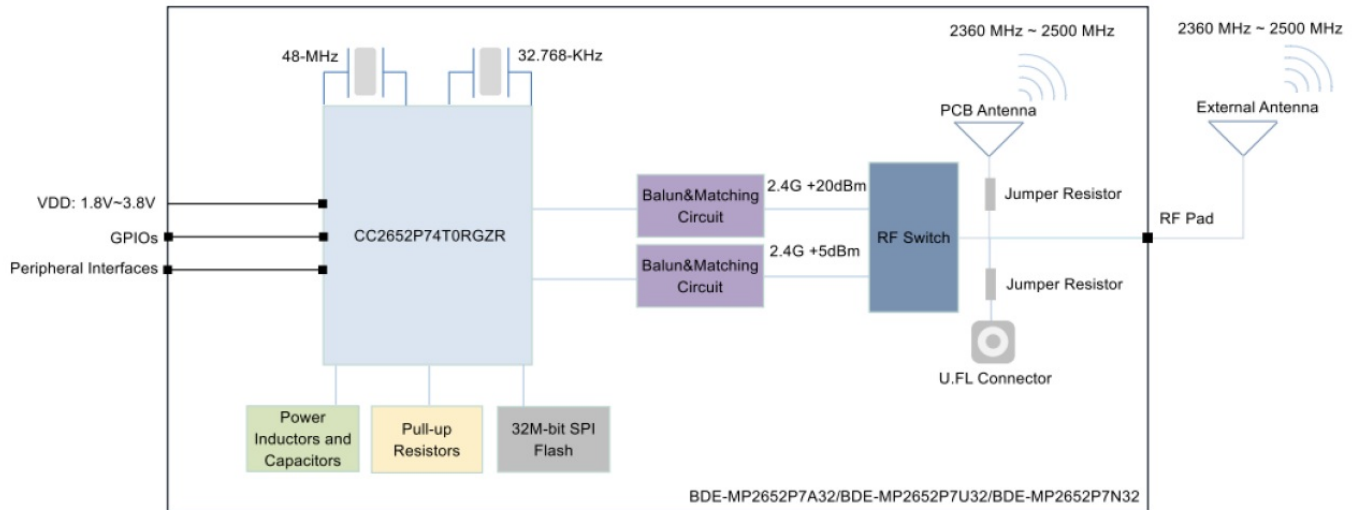 2360 MHz ~ 2500 MHz
2360 MHz ~ 2500 MHz
48-MHz
32.768-KHz
PCB Antenna
External Antenna
VDD: 1.8V~3.8V
GPIOs
Peripheral Interfaces
CC2652P74T0RGZR
Balun&Matching
Circuit
2.4G +20dBm
Balun&Matching
Circuit
2.4G +5dBm
RF Switch
Jumper Resistor
RF Pad
Jumper Resistor
U.FL Connector
Power
Inductors and
Capacitors
Pull-up
Resistors
32M-bit SPI
Flash
BDE-MP2652P7A32/BDE-MP2652P7U32/BDE-MP2652P7N32